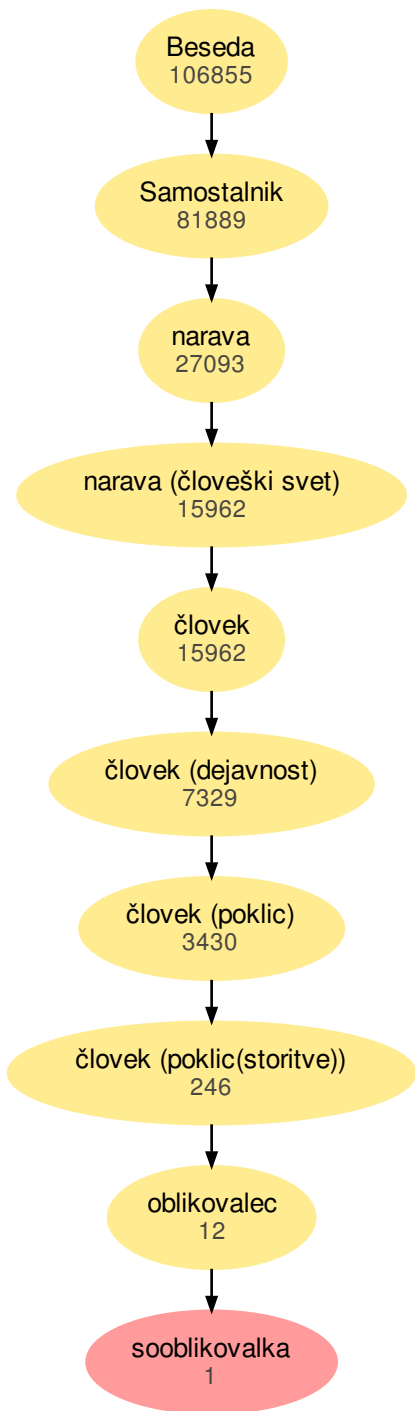 Beseda
106855
Samostalnik
81889
narava
27093
narava (človeški svet)
15962
človek
15962
človek (dejavnost)
7329
človek (poklic)
3430
človek (poklic(storitve))
246
oblikovalec
12
sooblikovalka
1